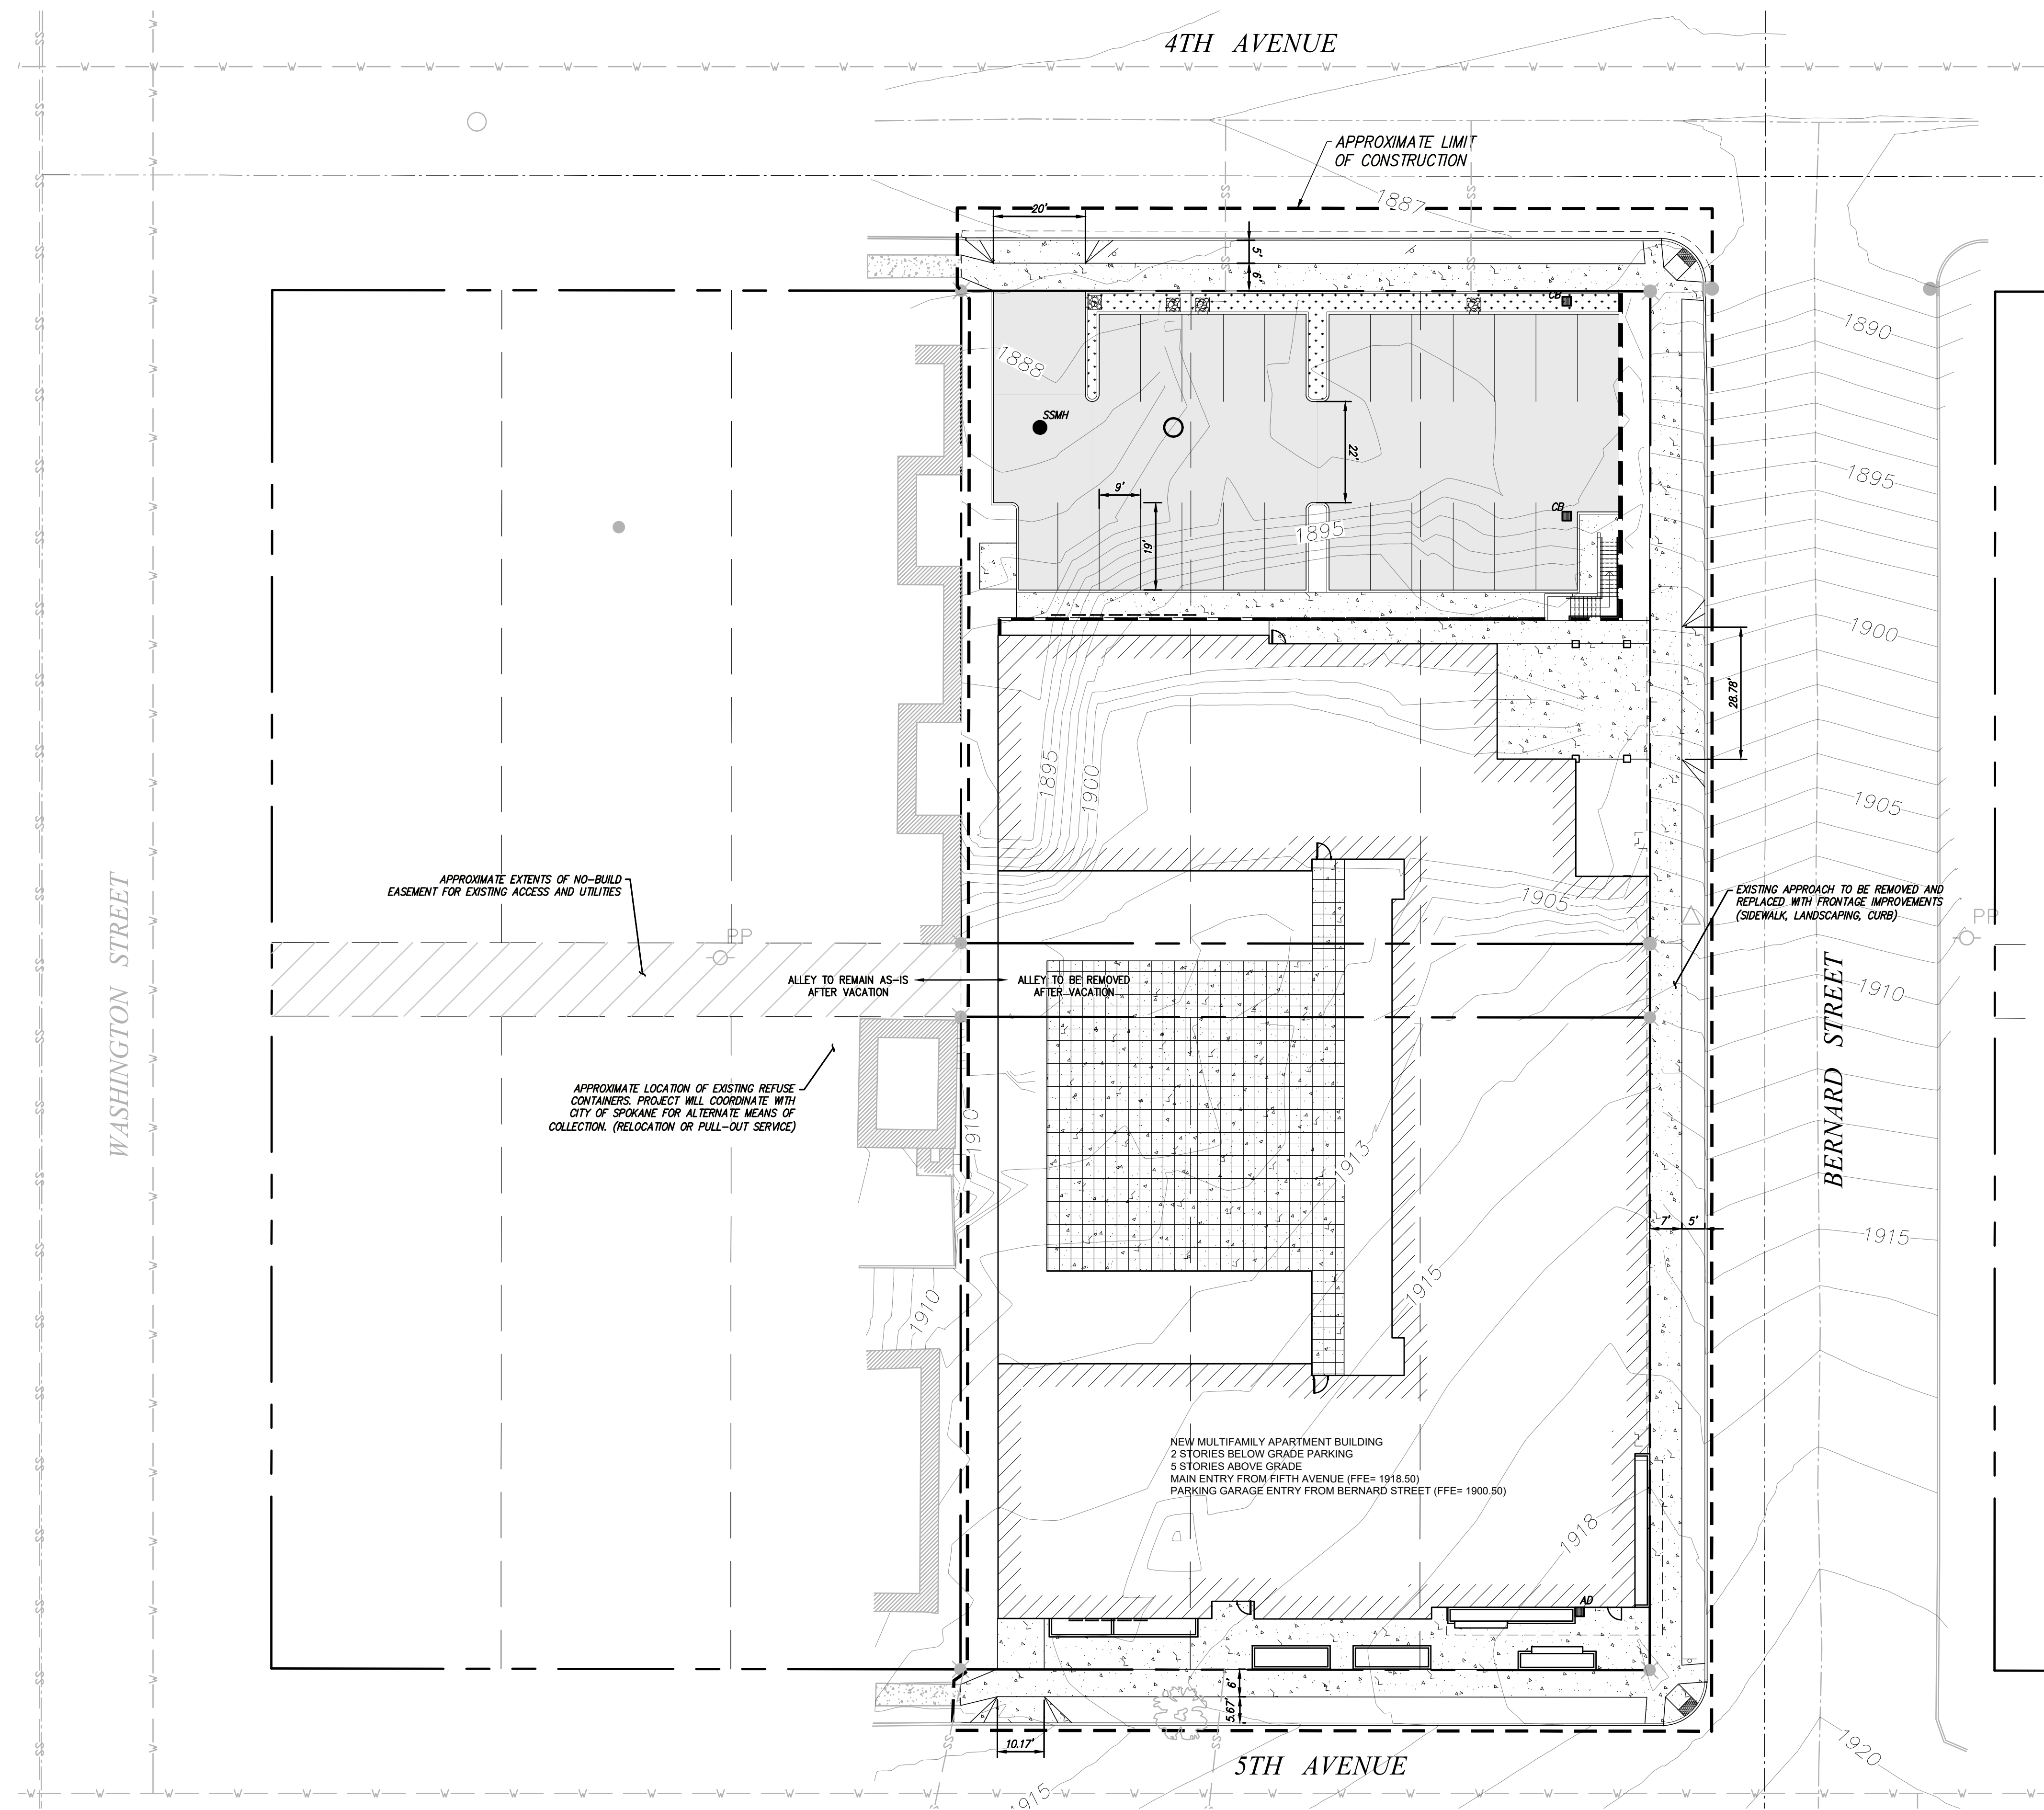 4TH AVENUE
APPROXIMATE LIMIT
OF CONSTRUCTION
1887
20'
5'
6'
CB
1888
1890
SSMH
22'
9'
19'
CB
1895
1895
1900
28.78'
1895
1900
1905
APPROXIMATE EXTENTS OF NO-BUILD
EASEMENT FOR EXISTING ACCESS AND UTILITIES
1905
EXISTING APPROACH TO BE REMOVED AND
REPLACED WITH FRONTAGE IMPROVEMENTS
(SIDEWALK, LANDSCAPING, CURB)
PP
PP
WASHINGTON STREET
ALLEY TO REMAIN AS-IS
AFTER VACATION
ALLEY TO BE REMOVED
AFTER VACATION
1910
BERNARD STREET
APPROXIMATE LOCATION OF EXISTING REFUSE
CONTAINERS. PROJECT WILL COORDINATE WITH
CITY OF SPOKANE FOR ALTERNATE MEANS OF
COLLECTION. (RELOCATION OR PULL-OUT SERVICE)
1910
1913
7'
5'
1915
1915
1910
NEW MULTIFAMILY APARTMENT BUILDING
2 STORIES BELOW GRADE PARKING
5 STORIES ABOVE GRADE
MAIN ENTRY FROM FIFTH AVENUE (FFE= 1918.50)
PARKING GARAGE ENTRY FROM BERNARD STREET (FFE= 1900.50)
1918
AD
6'
5.67'
10.17'
5TH AVENUE
1920
1915
SS
SS
SS
SS
SS
SS
W
W
W
W